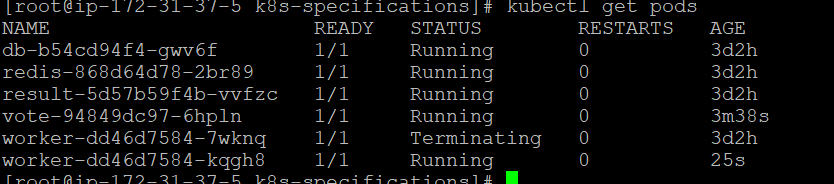 [root@ip-172-31-37-5 k8s-specifications]# kubectl get pods
NAME READY STATUS RESTARTS AGE
db-b54cd94f4-gwv6f 1/1 Running 0 3d2h
redis-868d64d78-2br89 1/1 Running 0 3d2h
result-5d57b59f4b-vvfzc 1/1 Running 0 3d2h
vote-94849dc97-6hpln 1/1 Running 0 3m38s
worker-dd46d7584-7wknq 1/1 Terminating 0 3d2h
worker-dd46d7584-kqgh8 1/1 Running 0 25s
[root@ip-172-31-37-5 k8s-specifications]#